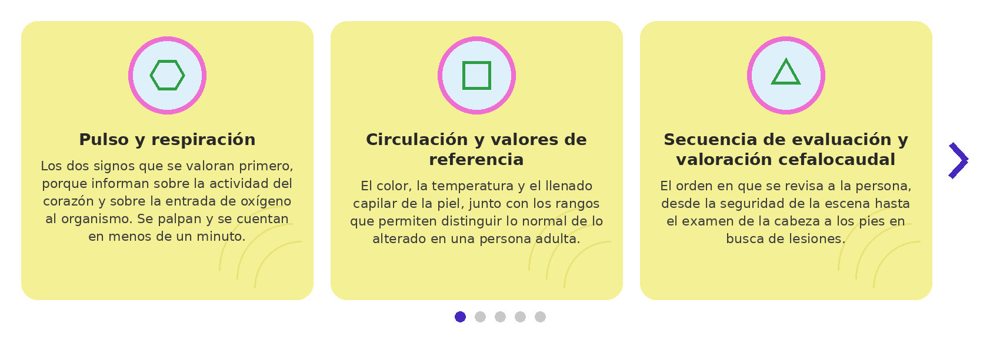 Pulso y respiración
Los dos signos que se valoran primero,
porque informan sobre la actividad del
corazón y sobre la entrada de oxígeno
al organismo. Se palpan y se cuentan
en menos de un minuto.
Circulación y valores de
referencia
El color, la temperatura y el llenado
capilar de la piel, junto con los rangos
que permiten distinguir lo normal de lo
alterado en una persona adulta.
Secuencia de evaluación y
valoración cefalocaudal
El orden en que se revisa a la persona,
desde la seguridad de la escena hasta
el examen de la cabeza a los pies en
busca de lesiones.